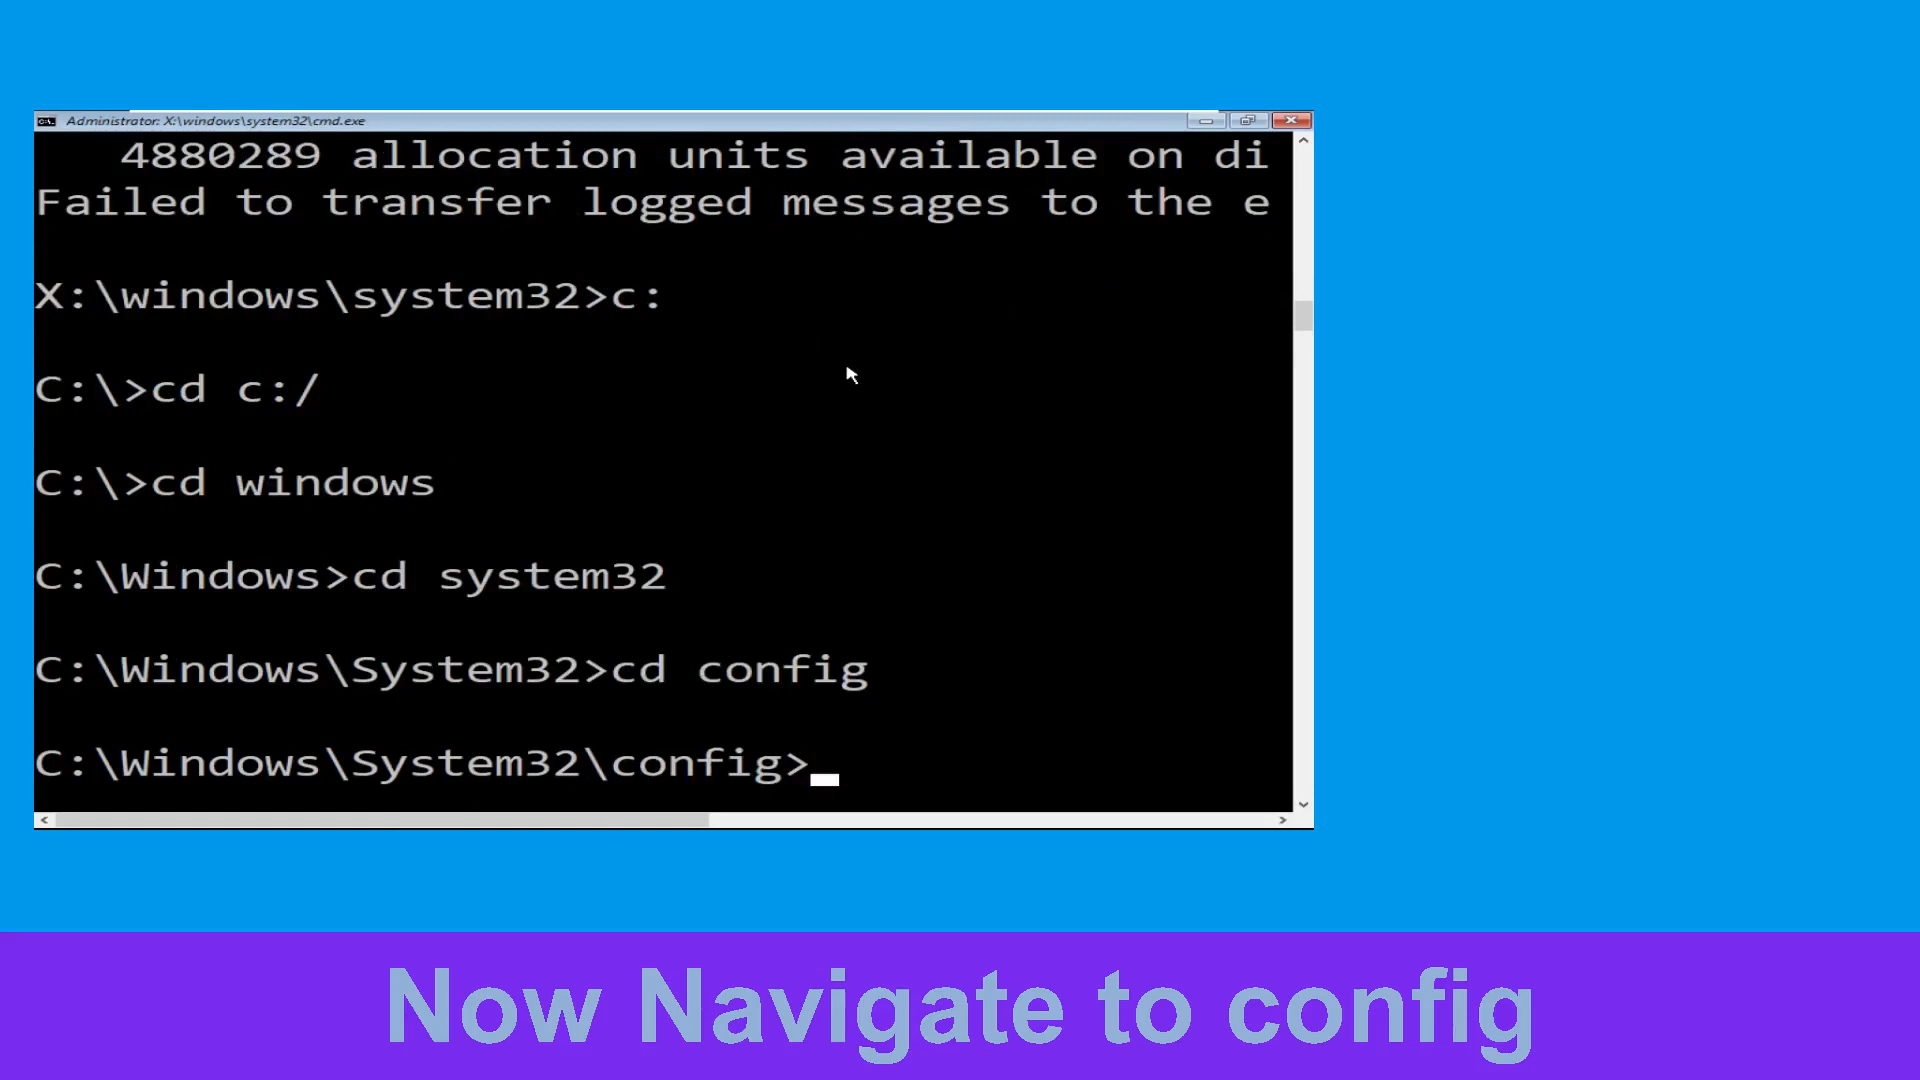 Administrator: X:\windows\system32\cmd.exe
4880289 allocation units available on di
Failed to transfer logged messages to the e
X:\windows\system32>c:
C:\>cd c:/
C:\>cd windows
C:\Windows>cd system32
C:\Windows\System32>cd config
C:\Windows\System32\config>
Now Navigate to config